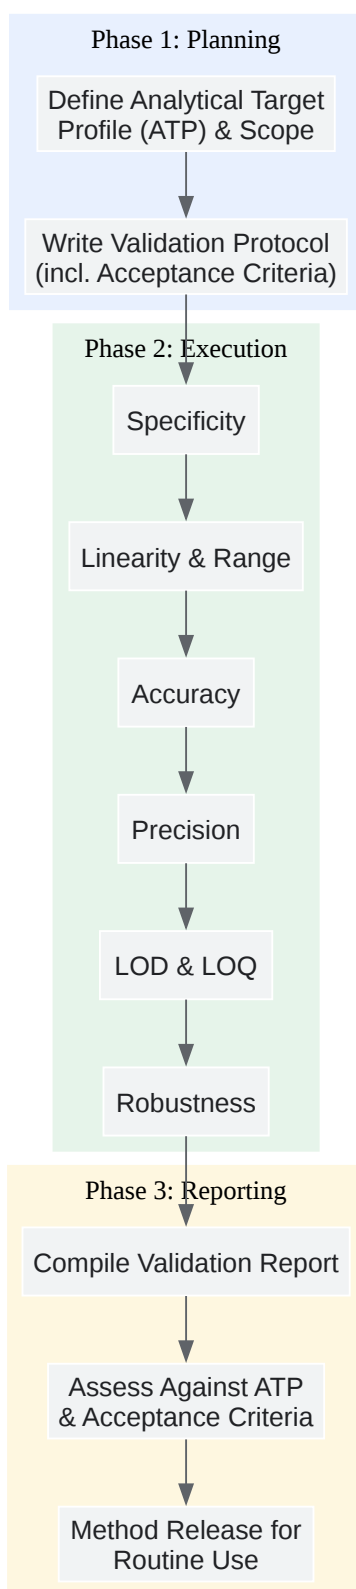 Phase 1: Planning
Define Analytical Target
Profile (ATP) & Scope
Write Validation Protocol
(incl. Acceptance Criteria)
Phase 2: Execution
Specificity
Linearity & Range
Accuracy
Precision
LOD & LOQ
Robustness
Phase 3: Reporting
Compile Validation Report
Assess Against ATP
& Acceptance Criteria
Method Release for
Routine Use